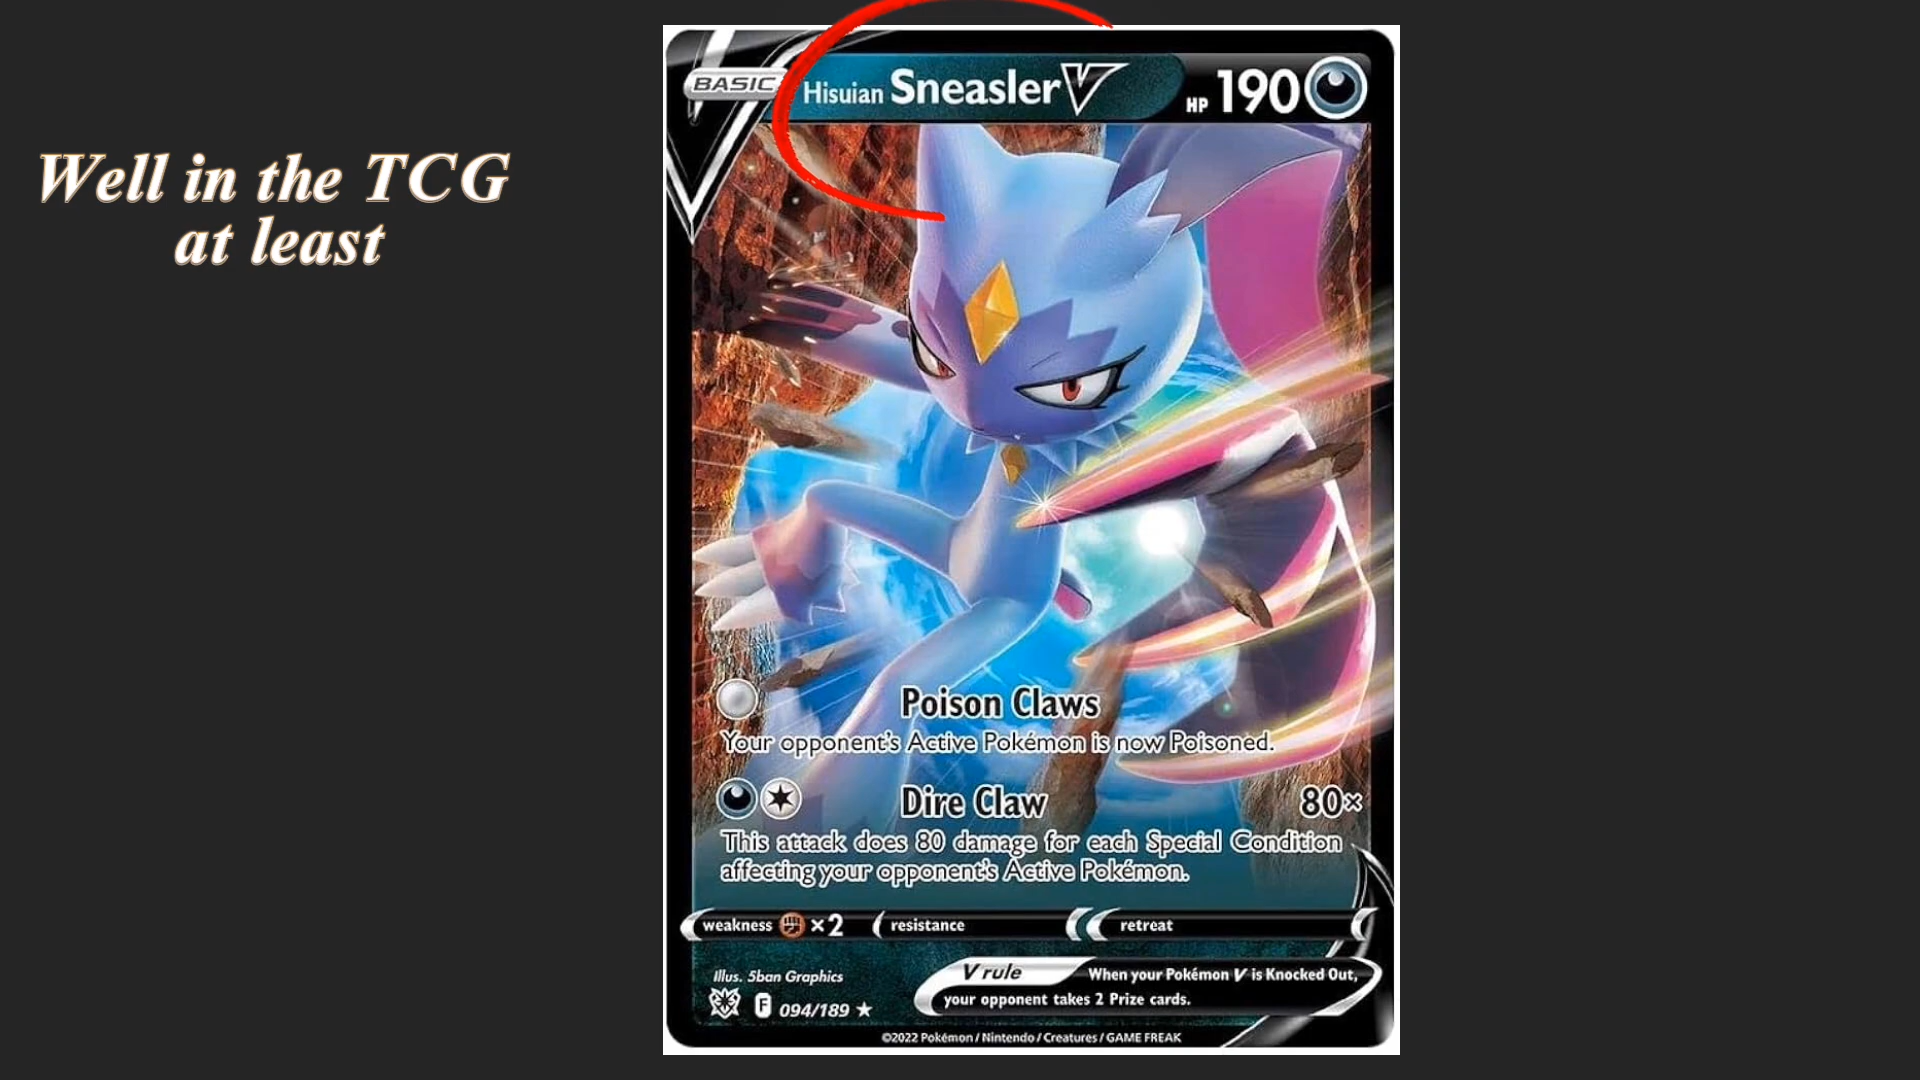 Well in the TCG
at least
BASIC
Hisuian Sneasler V
HP 190
Poison Claws
Your opponent's Active Pokémon is now Poisoned.
Dire Claw 80×
This attack does 80 damage for each Special Condition
affecting your opponent's Active Pokémon.
weakness ×2 resistance retreat
Illus. 5ban Graphics
V rule When your Pokémon V is Knocked Out,
your opponent takes 2 Prize cards.
F 094/189 ★
©2022 Pokémon / Nintendo / Creatures / GAME FREAK